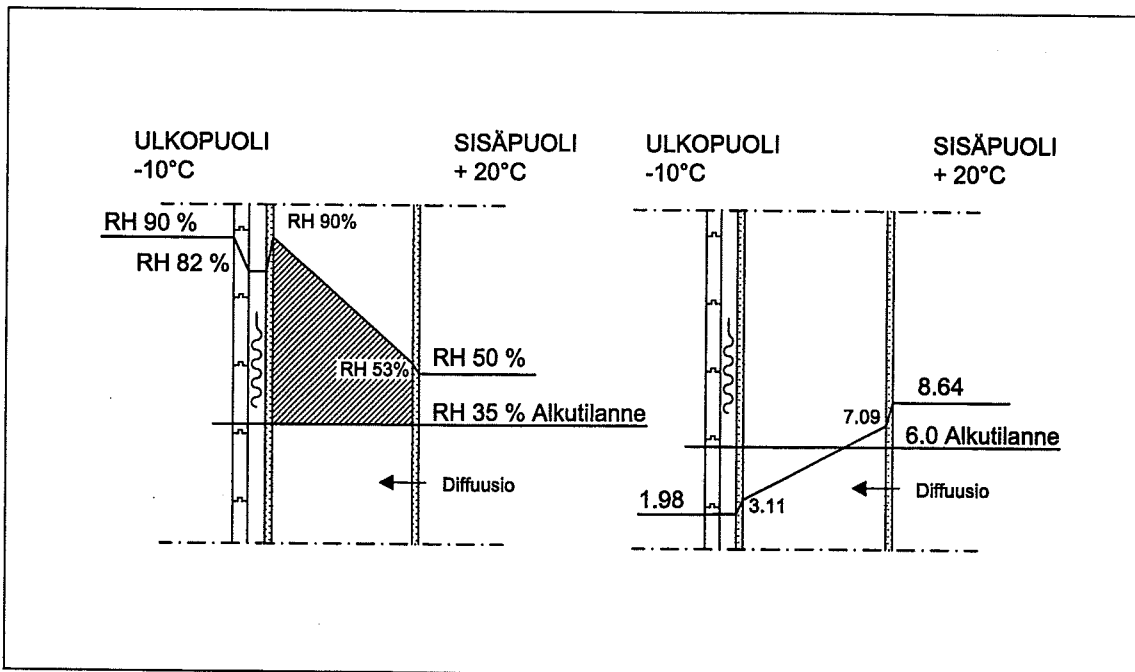 ULKOPUOLI
-10°C
SISÄPUOLI
+ 20°C
RH 90 %
RH 90%
RH 82 %
RH 53%
RH 50 %
RH 35 % Alkutilanne
Diffuusio
ULKOPUOLI
-10°C
SISÄPUOLI
+ 20°C
8.64
7.09
6.0 Alkutilanne
Diffuusio
1.98
3.11